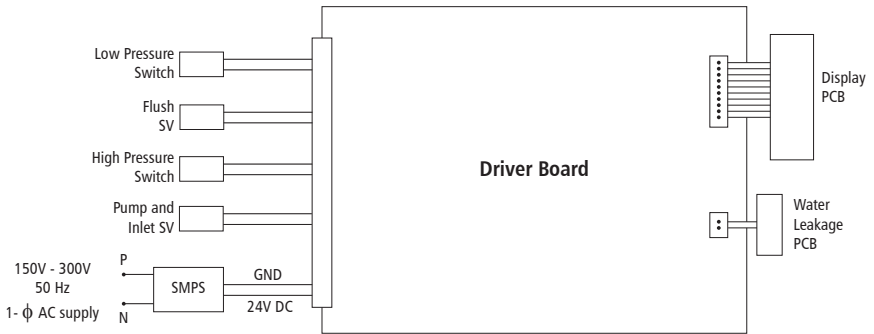 Low Pressure
Switch
Flush
SV
High Pressure
Switch
Pump and
Inlet SV
150V - 300V
50 Hz
1- ϕ AC supply
P
N
SMPS
GND
24V DC
Driver Board
Display
PCB
Water
Leakage
PCB